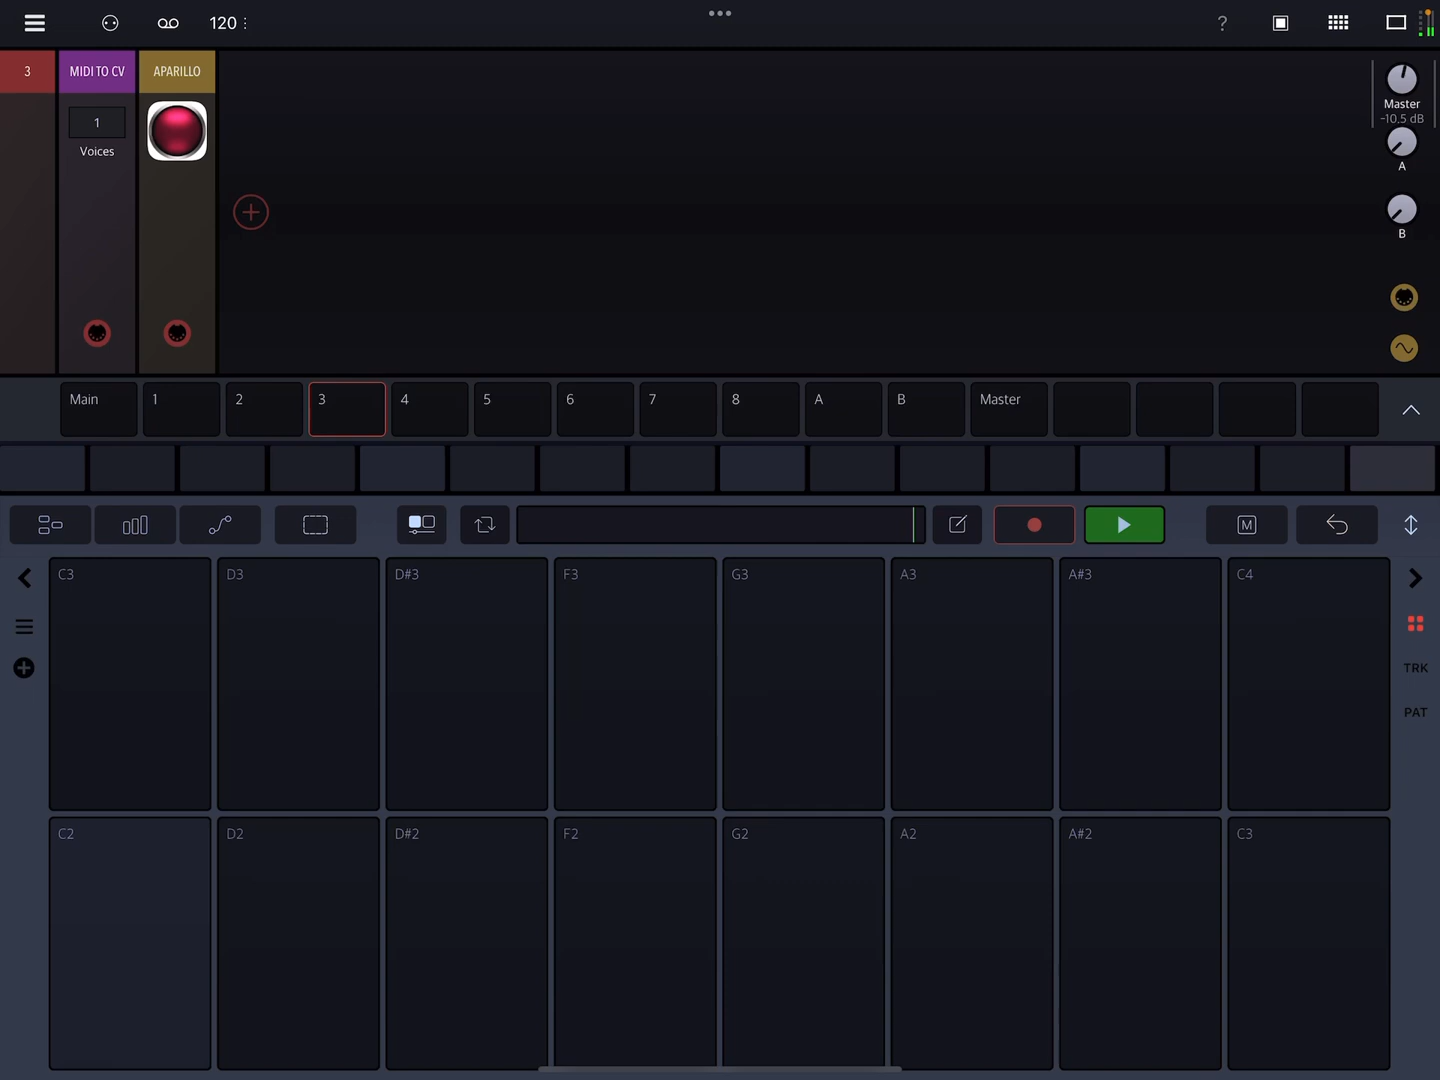 120
?
3
MIDI TO CV
APARILLO
1
Voices
Master
-10.5 dB
A
B
Main
1
2
3
4
5
6
7
8
A
B
Master
M
C3
D3
D#3
F3
G3
A3
A#3
C4
TRK
PAT
C2
D2
D#2
F2
G2
A2
A#2
C3